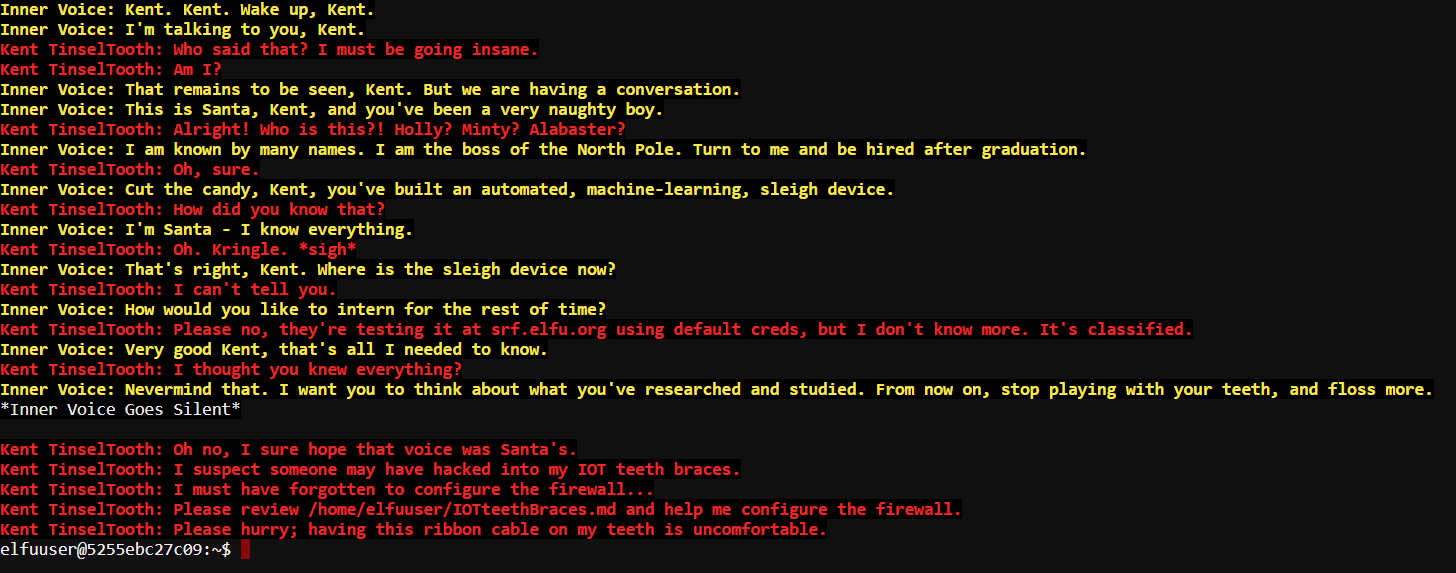 Inner Voice: Kent. Kent. Wake up, Kent.
Inner Voice: I'm talking to you, Kent.
Kent TinselTooth: Who said that? I must be going insane.
Kent TinselTooth: Am I?
Inner Voice: That remains to be seen, Kent. But we are having a conversation.
Inner Voice: This is Santa, Kent, and you've been a very naughty boy.
Kent TinselTooth: Alright! Who is this?! Holly? Minty? Alabaster?
Inner Voice: I am known by many names. I am the boss of the North Pole. Turn to me and be hired after graduation.
Kent TinselTooth: Oh, sure.
Inner Voice: Cut the candy, Kent, you've built an automated, machine-learning, sleigh device.
Kent TinselTooth: How did you know that?
Inner Voice: I'm Santa - I know everything.
Kent TinselTooth: Oh. Kringle. *sigh*
Inner Voice: That's right, Kent. Where is the sleigh device now?
Kent TinselTooth: I can't tell you.
Inner Voice: How would you like to intern for the rest of time?
Kent TinselTooth: Please no, they're testing it at srf.elfu.org using default creds, but I don't know more. It's classified.
Inner Voice: Very good Kent, that's all I needed to know.
Kent TinselTooth: I thought you knew everything?
Inner Voice: Nevermind that. I want you to think about what you've researched and studied. From now on, stop playing with your teeth, and floss more.
*Inner Voice Goes Silent*
Kent TinselTooth: Oh no, I sure hope that voice was Santa's.
Kent TinselTooth: I suspect someone may have hacked into my IOT teeth braces.
Kent TinselTooth: I must have forgotten to configure the firewall...
Kent TinselTooth: Please review /home/elfuuser/IOTteethBraces.md and help me configure the firewall.
Kent TinselTooth: Please hurry; having this ribbon cable on my teeth is uncomfortable.
elfuuser@5255ebc27c09:~$